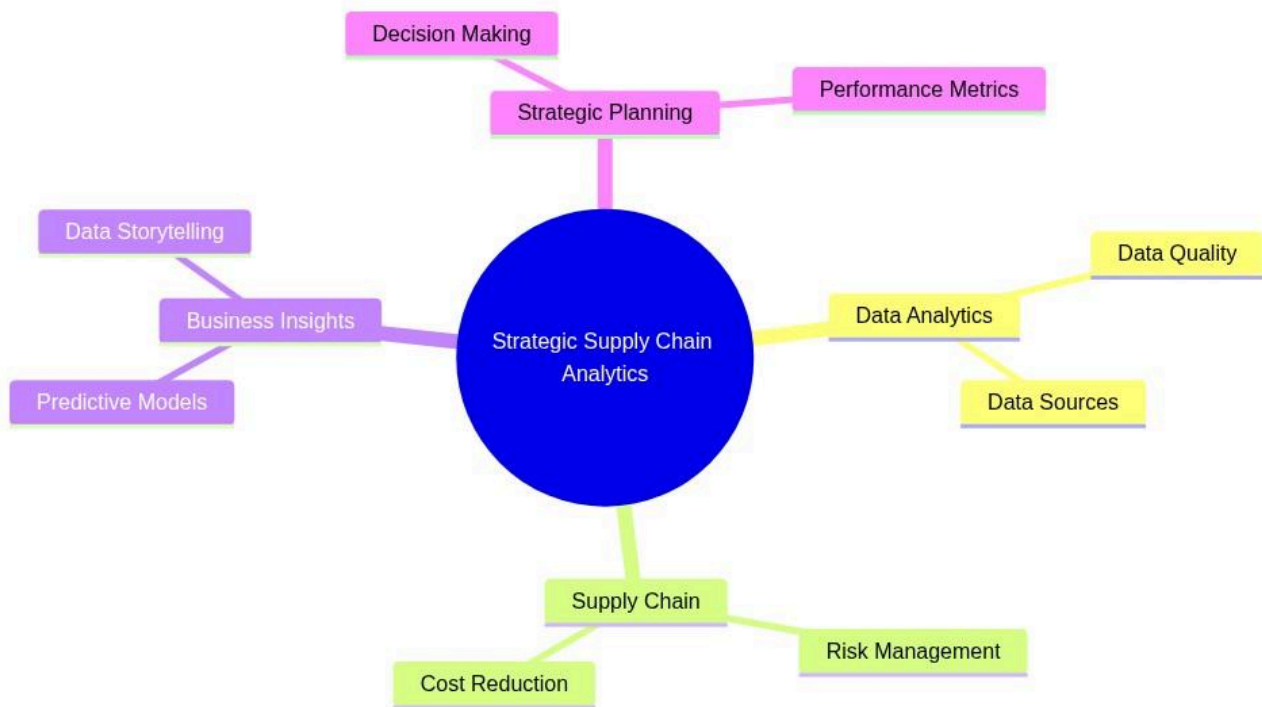 Decision Making
Performance Metrics
Strategic Planning
Data Storytelling
Data Quality
Business Insights
Data Analytics
Strategic Supply Chain
Analytics
Predictive Models
Data Sources
Supply Chain
Risk Management
Cost Reduction